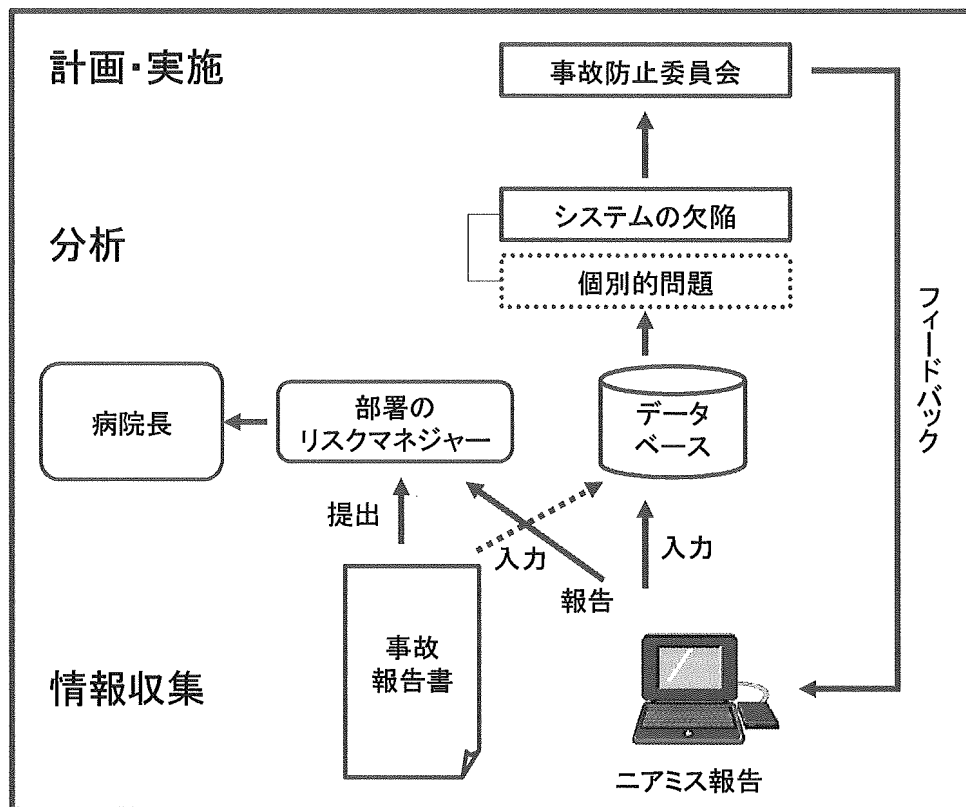 計画・実施
事故防止委員会
システムの欠陥
分析
個別的問題
フィードバック
病院長
部署の
リスクマネジャー
データ
ベース
提出
入力
入力
報告
事故
報告書
情報収集
ニアミス報告